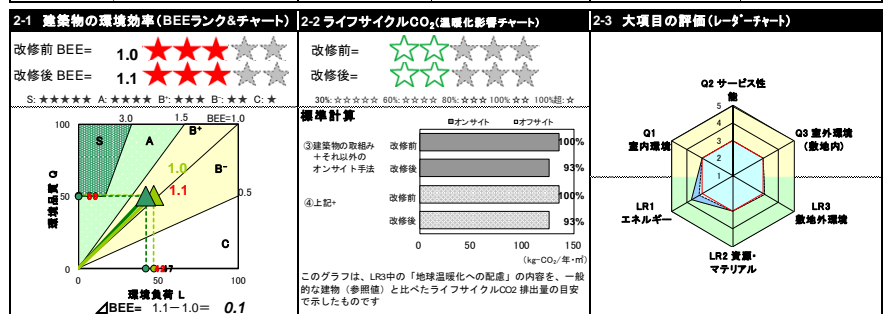 2-1 建築物の環境効率(BEEランク&チャート)
改修前 BEE= 1.0 ★★★★★
改修後 BEE= 1.1 ★★★★★
S: ★★★★★ A: ★★★★ B⁺: ★★★ B⁻: ★★ C: ★
3.0 1.5 BEE=1.0
100
S A B⁺
B⁻
1.0
1.1
0.5
50
C
環境品質 Q
0
0 50 100
環境負荷 L
⊿BEE= 1.1-1.0= 0.1
2-2 ライフサイクルCO₂(温暖化影響チャート)
改修前= ☆☆★★★
改修後= ☆☆★★★
30%: ☆☆☆☆☆ 60%: ☆☆☆☆ 80%: ☆☆☆ 100%: ☆☆ 100%超: ☆
標準計算
オンサイト オフサイト
③建築物の取組み
+それ以外の
オンサイト手法
改修前 100%
改修後 93%
④上記+
改修前 100%
改修後 93%
0 50 100 150
(kg-CO₂/年・㎡)
このグラフは、LR3中の「地球温暖化への配慮」の内容を、一般
的な建物(参照値)と比べたライフサイクルCO2 排出量の目安
で示したものです
2-3 大項目の評価(レーダーチャート)
Q2 サービス性
能
5
4
3
2
1
Q1
室内環境
Q3 室外環境
(敷地内)
LR1
エネルギー
LR3
敷地外環境
LR2 資源・
マテリアル